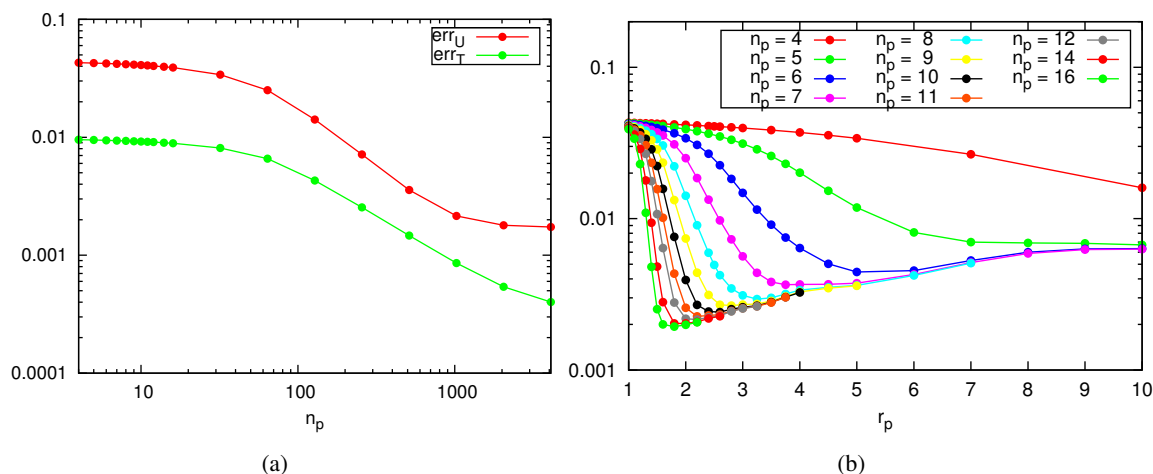 0.1
0.01
0.001
0.0001
10
100
1000
n_p
err_U
err_T
(a)
0.1
0.01
0.001
1 2 3 4 5 6 7 8 9 10
r_p
n_p = 4
n_p = 5
n_p = 6
n_p = 7
n_p = 8
n_p = 9
n_p = 10
n_p = 11
n_p = 12
n_p = 14
n_p = 16
(b)